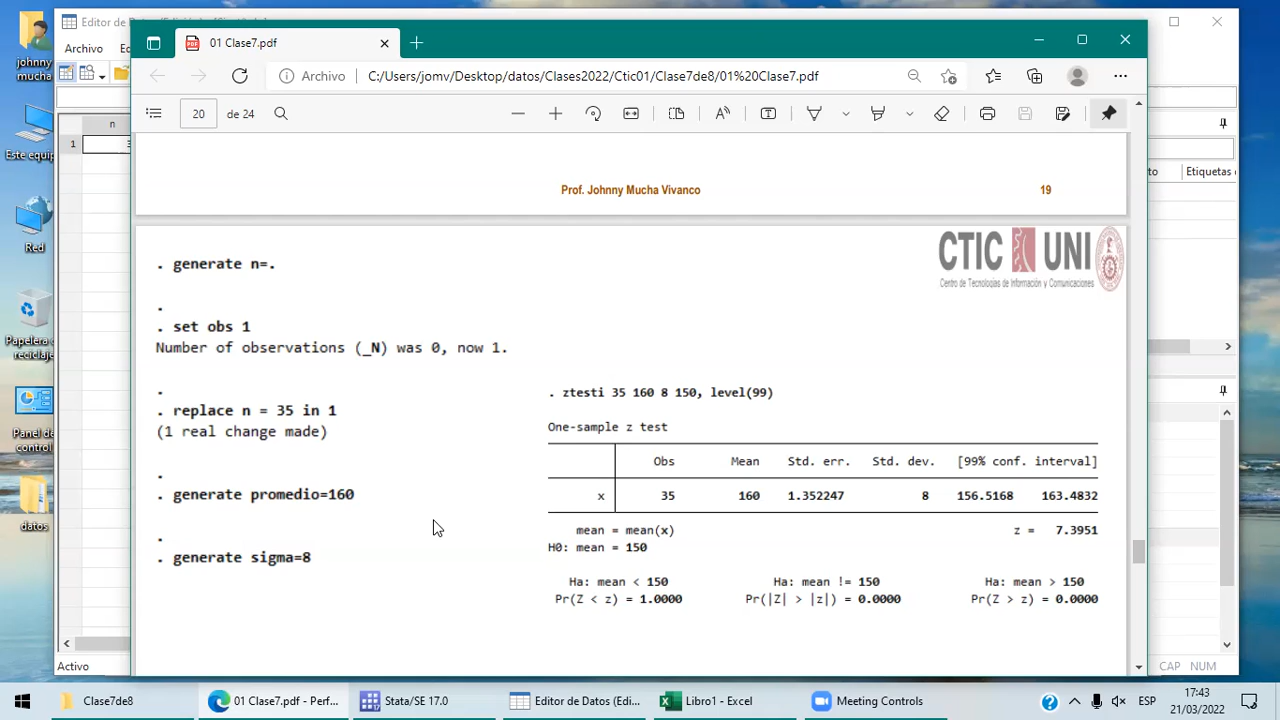 Editor de Datos (Edició
johnny
mucha
Archivo
n
1
Este equip
Red
Papelera d
reciclaje
Panel de
control
datos
Activo
01 Clase7.pdf
Archivo
C:/Users/jomv/Desktop/datos/Clases2022/Ctic01/Clase7de8/01%20Clase7.pdf
20
de 24
Prof. Johnny Mucha Vivanco
19
CTIC UNI
Centro de Tecnologías de Información y Comunicaciones
. generate n=.
.
. set obs 1
Number of observations (_N) was 0, now 1.
.
. replace n = 35 in 1
(1 real change made)
.
. generate promedio=160
.
. generate sigma=8
. ztesti 35 160 8 150, level(99)
One-sample z test
Obs Mean Std. err. Std. dev. [99% conf. interval]
x 35 160 1.352247 8 156.5168 163.4832
mean = mean(x) z = 7.3951
H0: mean = 150
Ha: mean < 150 Ha: mean != 150 Ha: mean > 150
Pr(Z < z) = 1.0000 Pr(|Z| > |z|) = 0.0000 Pr(Z > z) = 0.0000
to
Etiquetas
CAP NUM
Clase7de8
01 Clase7.pdf - Perf...
Stata/SE 17.0
Editor de Datos (Edi...
Libro1 - Excel
Meeting Controls
ESP
17:43
21/03/2022